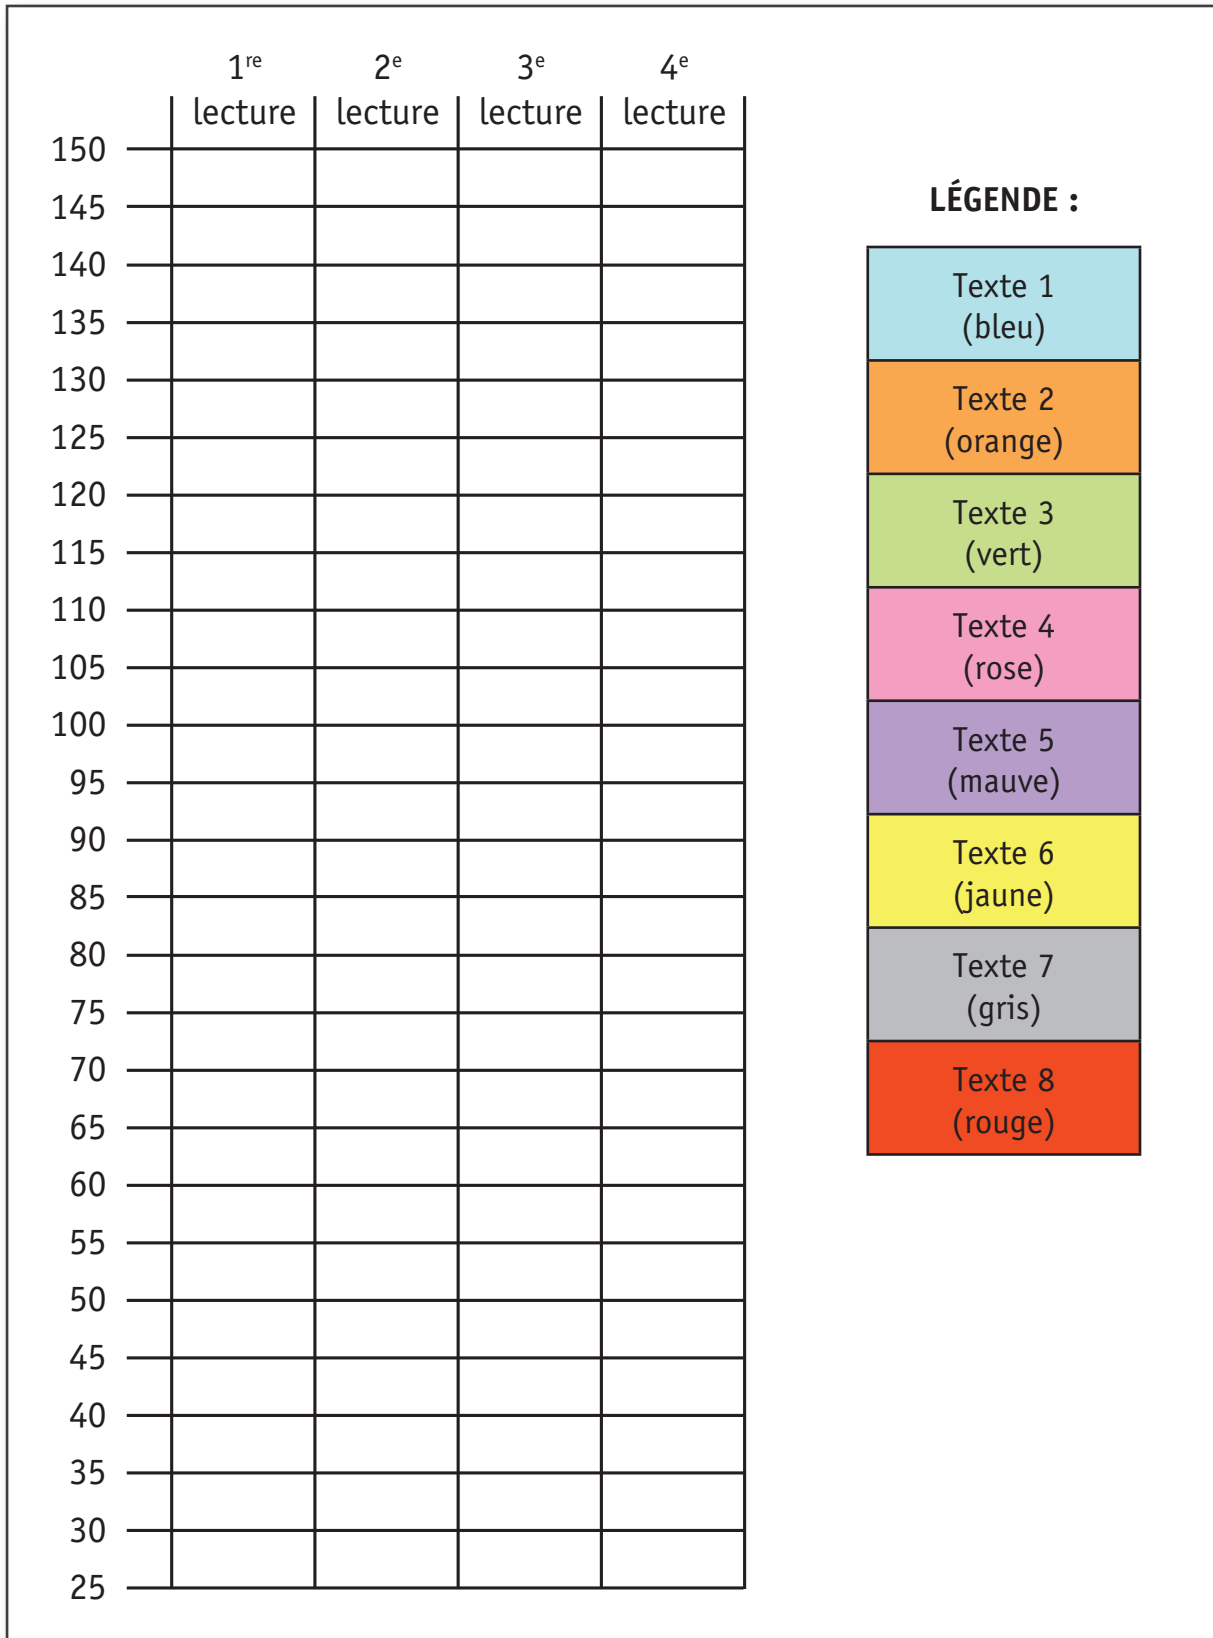 1re 2e 3e 4e
lecture lecture lecture lecture
150
145
140
135
130
125
120
115
110
105
100
95
90
85
80
75
70
65
60
55
50
45
40
35
30
25
LÉGENDE :
Texte 1
(bleu)
Texte 2
(orange)
Texte 3
(vert)
Texte 4
(rose)
Texte 5
(mauve)
Texte 6
(jaune)
Texte 7
(gris)
Texte 8
(rouge)